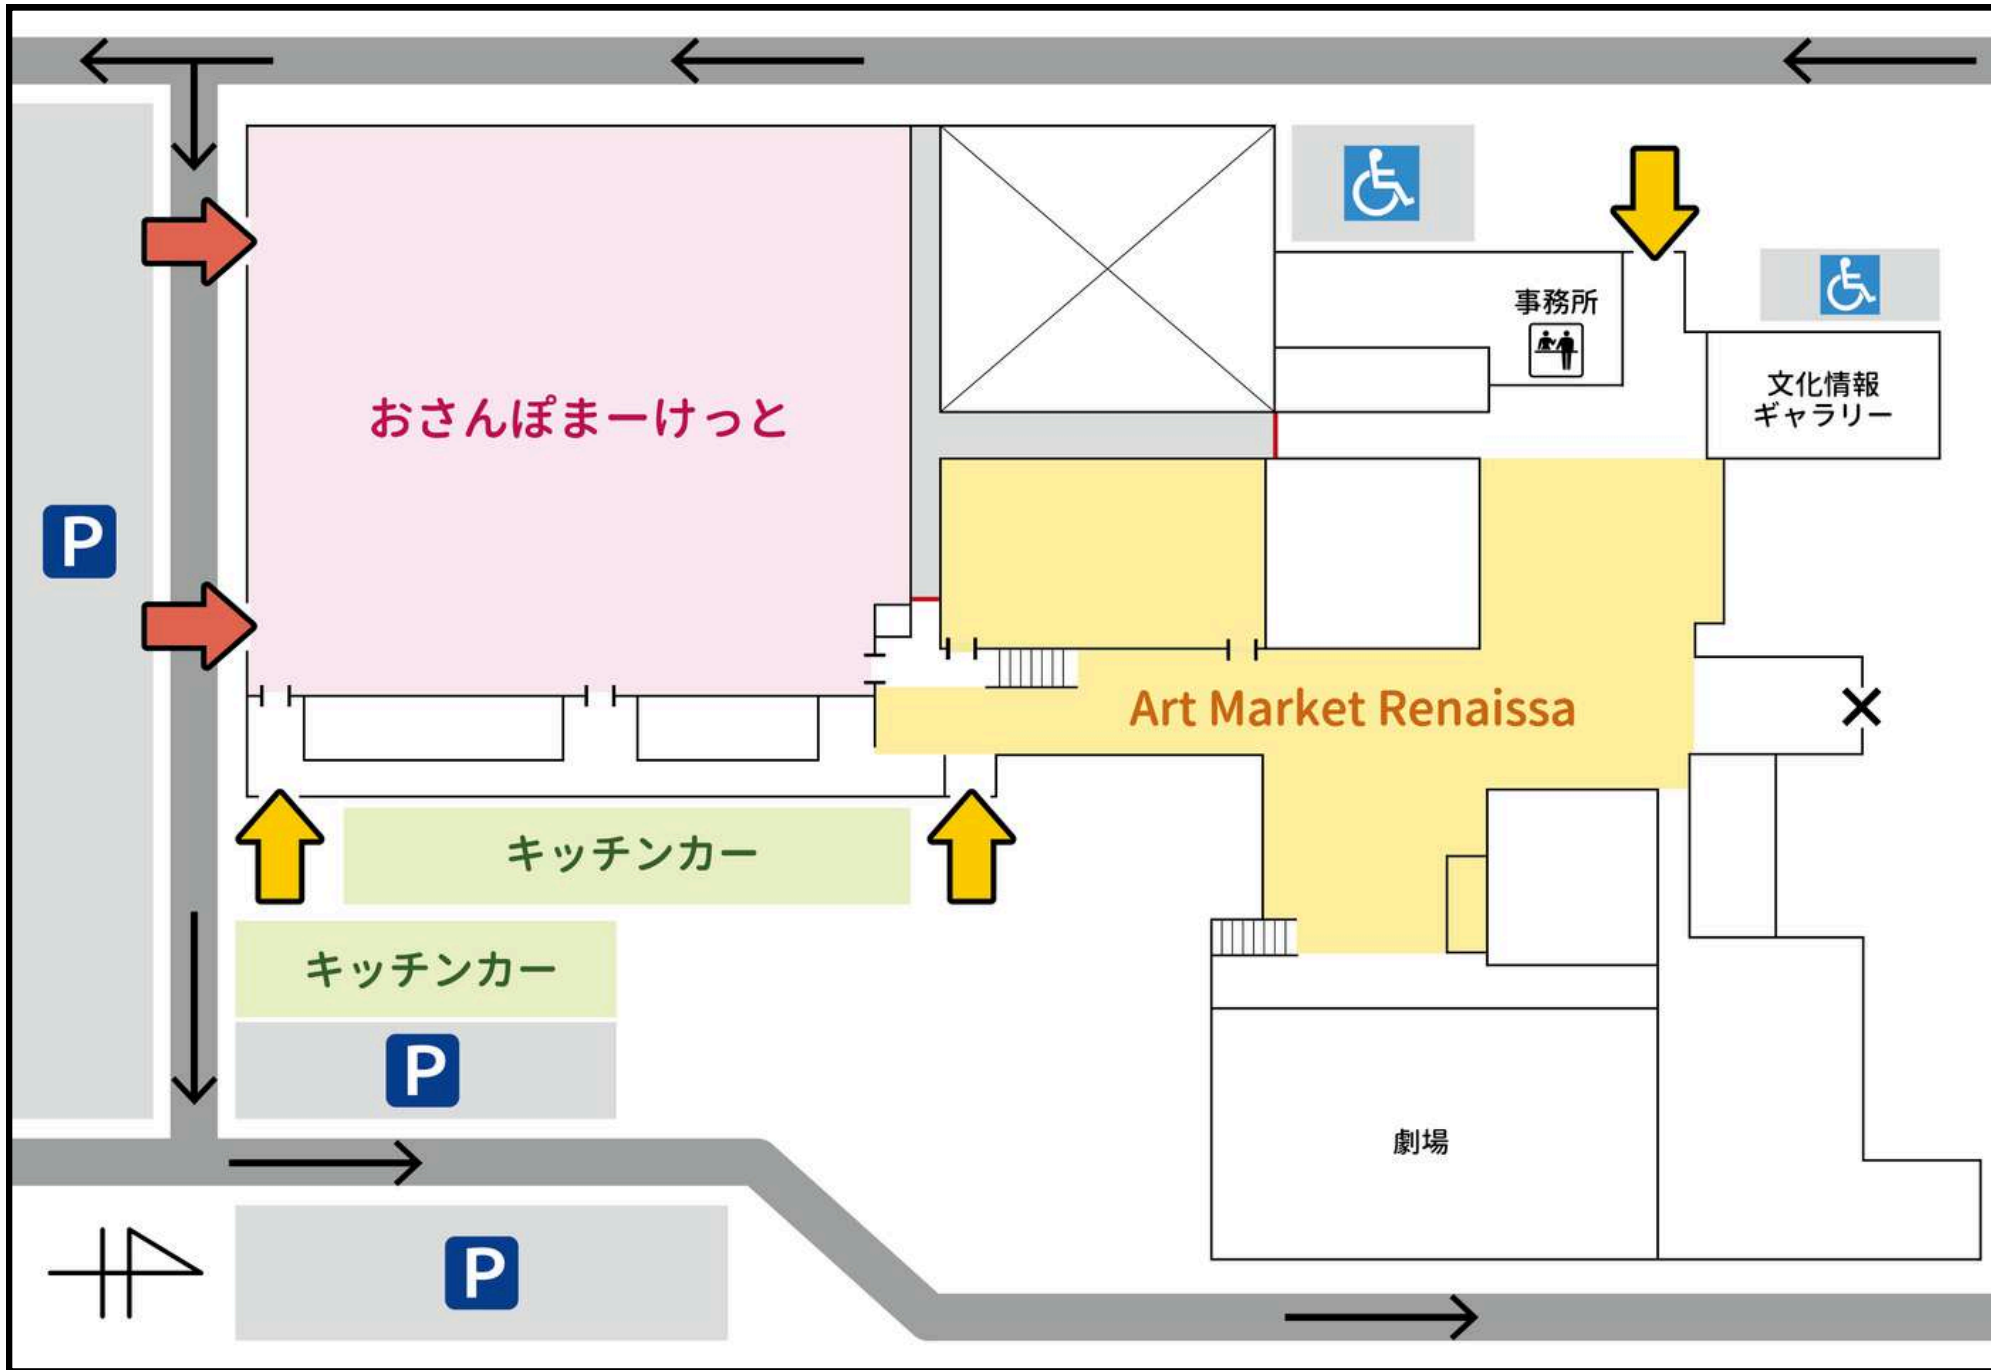 事務所
文化情報
ギャラリー
おさんぽまーけっと
P
Art Market Renaissa
キッチンカー
キッチンカー
P
劇場
P